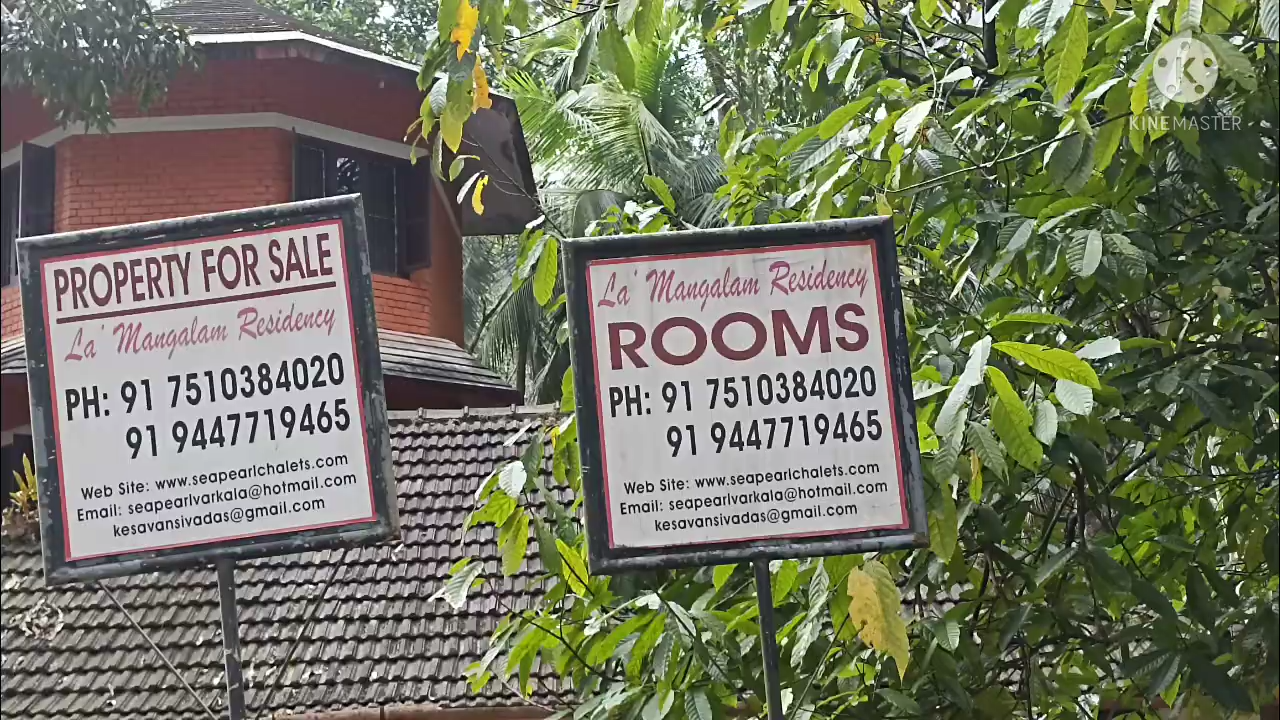 PROPERTY FOR SALE
La' Mangalam Residency
PH: 91 7510384020
91 9447719465
Web Site: www.seapearlchalets.com
Email: seapearlvarkala@hotmail.com
kesavansivadas@gmail.com
La' Mangalam Residency
ROOMS
PH: 91 7510384020
91 9447719465
Web Site: www.seapearlchalets.com
Email: seapearlvarkala@hotmail.com
kesavansivadas@gmail.com
KINEMASTER